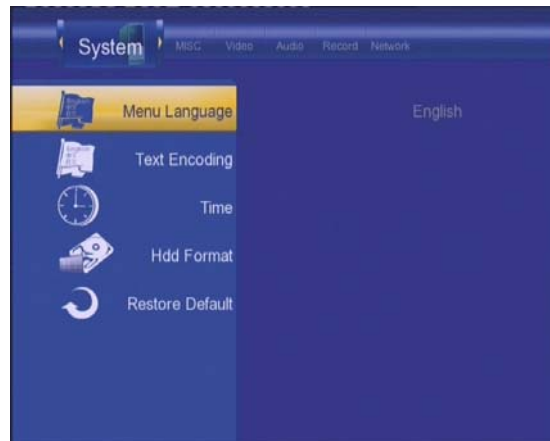 System MISC Video Audio Record Network
Menu Language English
Text Encoding
Time
Hdd Format
Restore Default